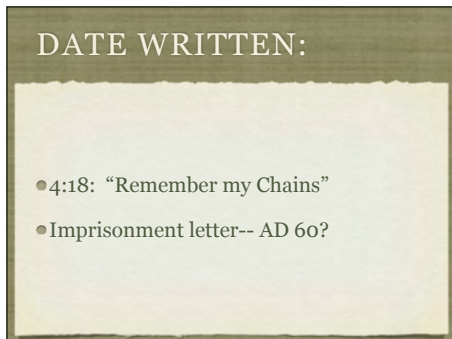 DATE WRITTEN:
•4:18: “Remember my Chains”
•Imprisonment letter-- AD 60?